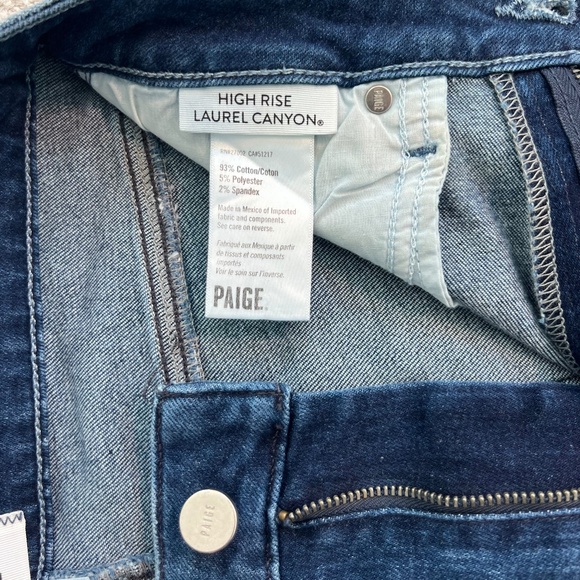 HIGH RISE
LAUREL CANYON®
PAIGE
93% Cotton/Coton
5% Polyester
2% Spandex
Made in Mexico of Imported
fabric and components.
See care on reverse.
Fabriqué aux Mexique à partir
de tissus et composants
importés
Voir le soin sur l'inverse.
PAIGE.
PAIGE